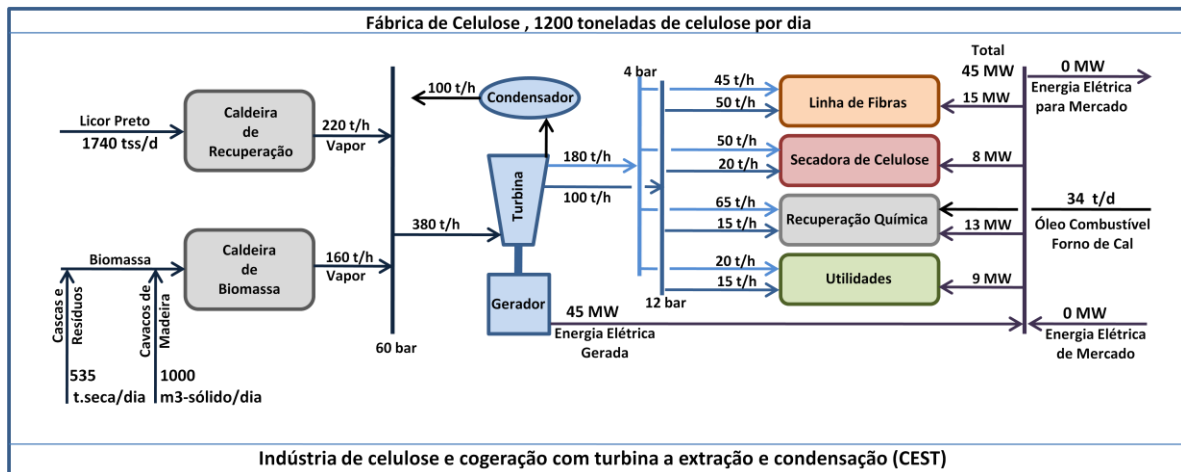 Fábrica de Celulose , 1200 toneladas de celulose por dia
Total
4 bar
45 t/h
45 MW
0 MW
Energia Elétrica
para Mercado
100 t/h
Condensador
50 t/h
Linha de Fibras
15 MW
Licor Preto
1740 tss/d
Caldeira
de
Recuperação
220 t/h
Vapor
Turbina
180 t/h
100 t/h
50 t/h
20 t/h
Secadora de Celulose
8 MW
380 t/h
65 t/h
15 t/h
Recuperação Química
13 MW
34 t/d
Óleo Combustível
Forno de Cal
Biomassa
Caldeira
de
Biomassa
160 t/h
Vapor
20 t/h
15 t/h
Utilidades
9 MW
Cascas e
Resíduos
Cavacos de
Madeira
Gerador
12 bar
45 MW
Energia Elétrica
Gerada
0 MW
Energia Elétrica
de Mercado
60 bar
535
t.seca/dia
1000
m3-sólido/dia
Indústria de celulose e cogeração com turbina a extração e condensação (CEST)